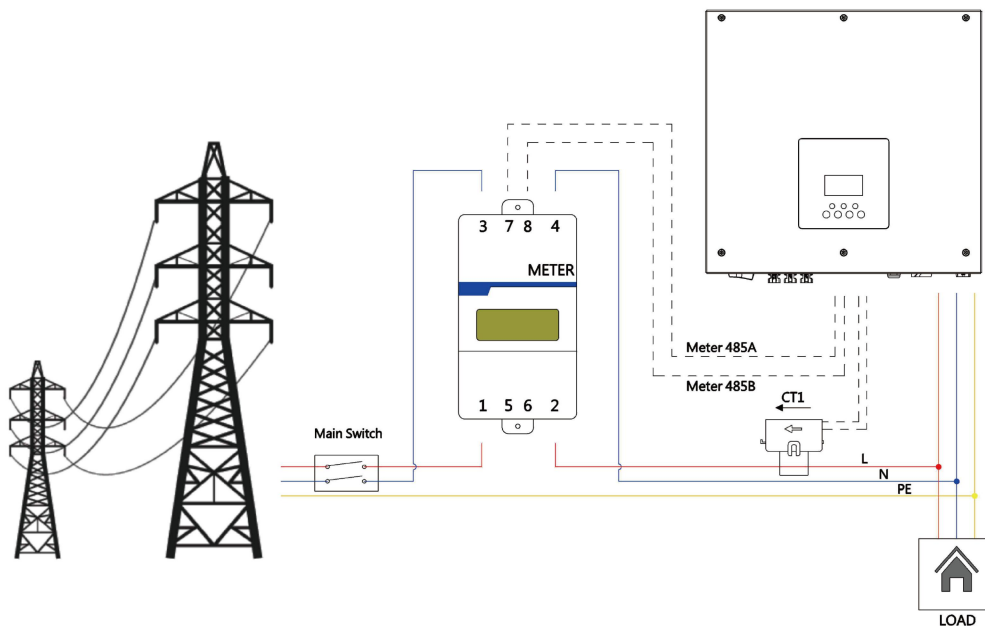 3 7 8 4
METER
Meter 485A
Meter 485B
1 5 6 2
CT1
Main Switch
L
N
PE
LOAD